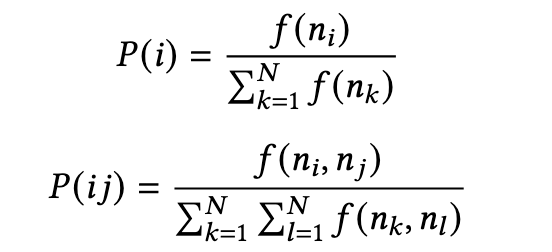 P(i) = f(n_i) / ∑_{k=1}^{N} f(n_k)
P(ij) = f(n_i, n_j) / ∑_{k=1}^{N} ∑_{l=1}^{N} f(n_k, n_l)